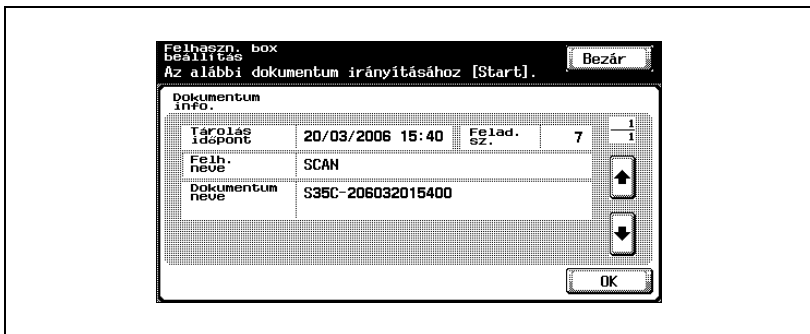 Felhaszn. box
beállítás
Bezár
Az alábbi dokumentum irányításához [Start].
Dokumentum
info.
Tárolás
időpont
20/03/2006 15:40
Felad.
sz.
7
1
1
Felh.
neve
SCAN
Dokumentum
neve
S35C-206032015400
OK